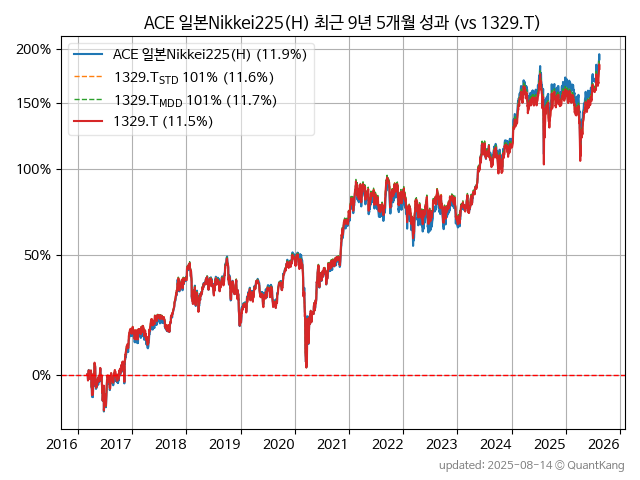 ACE 일본Nikkei225(H) 최근 9년 5개월 성과 (vs 1329.T)
200%
150%
100%
50%
0%
ACE 일본Nikkei225(H) (11.9%)
1329.T_STD 101% (11.6%)
1329.T_MDD 101% (11.7%)
1329.T (11.5%)
2016 2017 2018 2019 2020 2021 2022 2023 2024 2025 2026
updated: 2025-08-14 © QuantKang